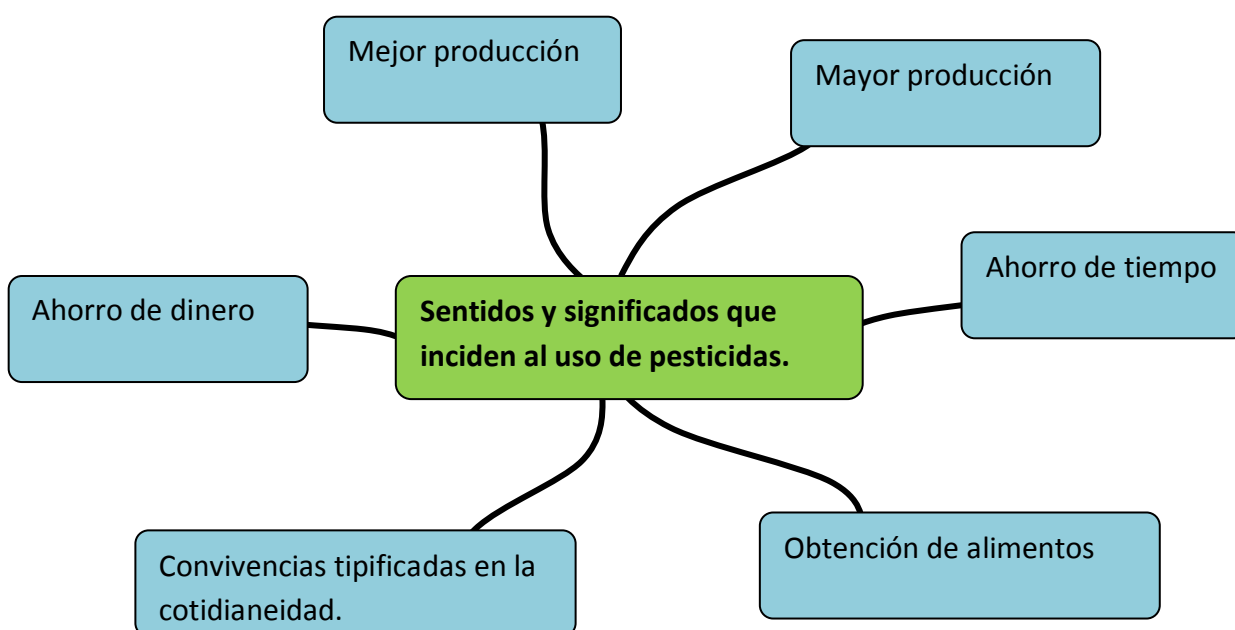 Mejor producción
Mayor producción
Ahorro de tiempo
Ahorro de dinero
Sentidos y significados que
inciden al uso de pesticidas.
Obtención de alimentos
Convivencias tipificadas en la
cotidianeidad.